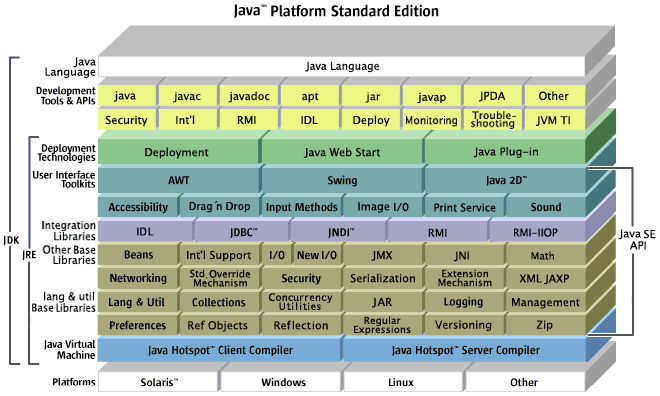 Java™ Platform Standard Edition
Java
Language
Java Language
Development
Tools & APIs
java javac javadoc apt jar javap JPDA Other
Security Int'l RMI IDL Deploy Monitoring Trouble-
shooting JVM TI
Deployment
Technologies
Deployment Java Web Start Java Plug-in
User Interface
Toolkits
AWT Swing Java 2D™
Accessibility Drag 'n Drop Input Methods Image I/O Print Service Sound
Integration
Libraries
IDL JDBC™ JNDI™ RMI RMI-IIOP
Other Base
Libraries
Beans Int'l Support I/O New I/O JMX JNI Math
Networking Std. Override
Mechanism Security Serialization Extension
Mechanism XML JAXP
lang & util
Base Libraries
Lang & Util Collections Concurrency
Utilities JAR Logging Management
Preferences Ref Objects Reflection Regular
Expressions Versioning Zip
Java Virtual
Machine
Java Hotspot™ Client Compiler Java Hotspot™ Server Compiler
Platforms
Solaris™ Windows Linux Other
JDK
JRE
Java SE
API